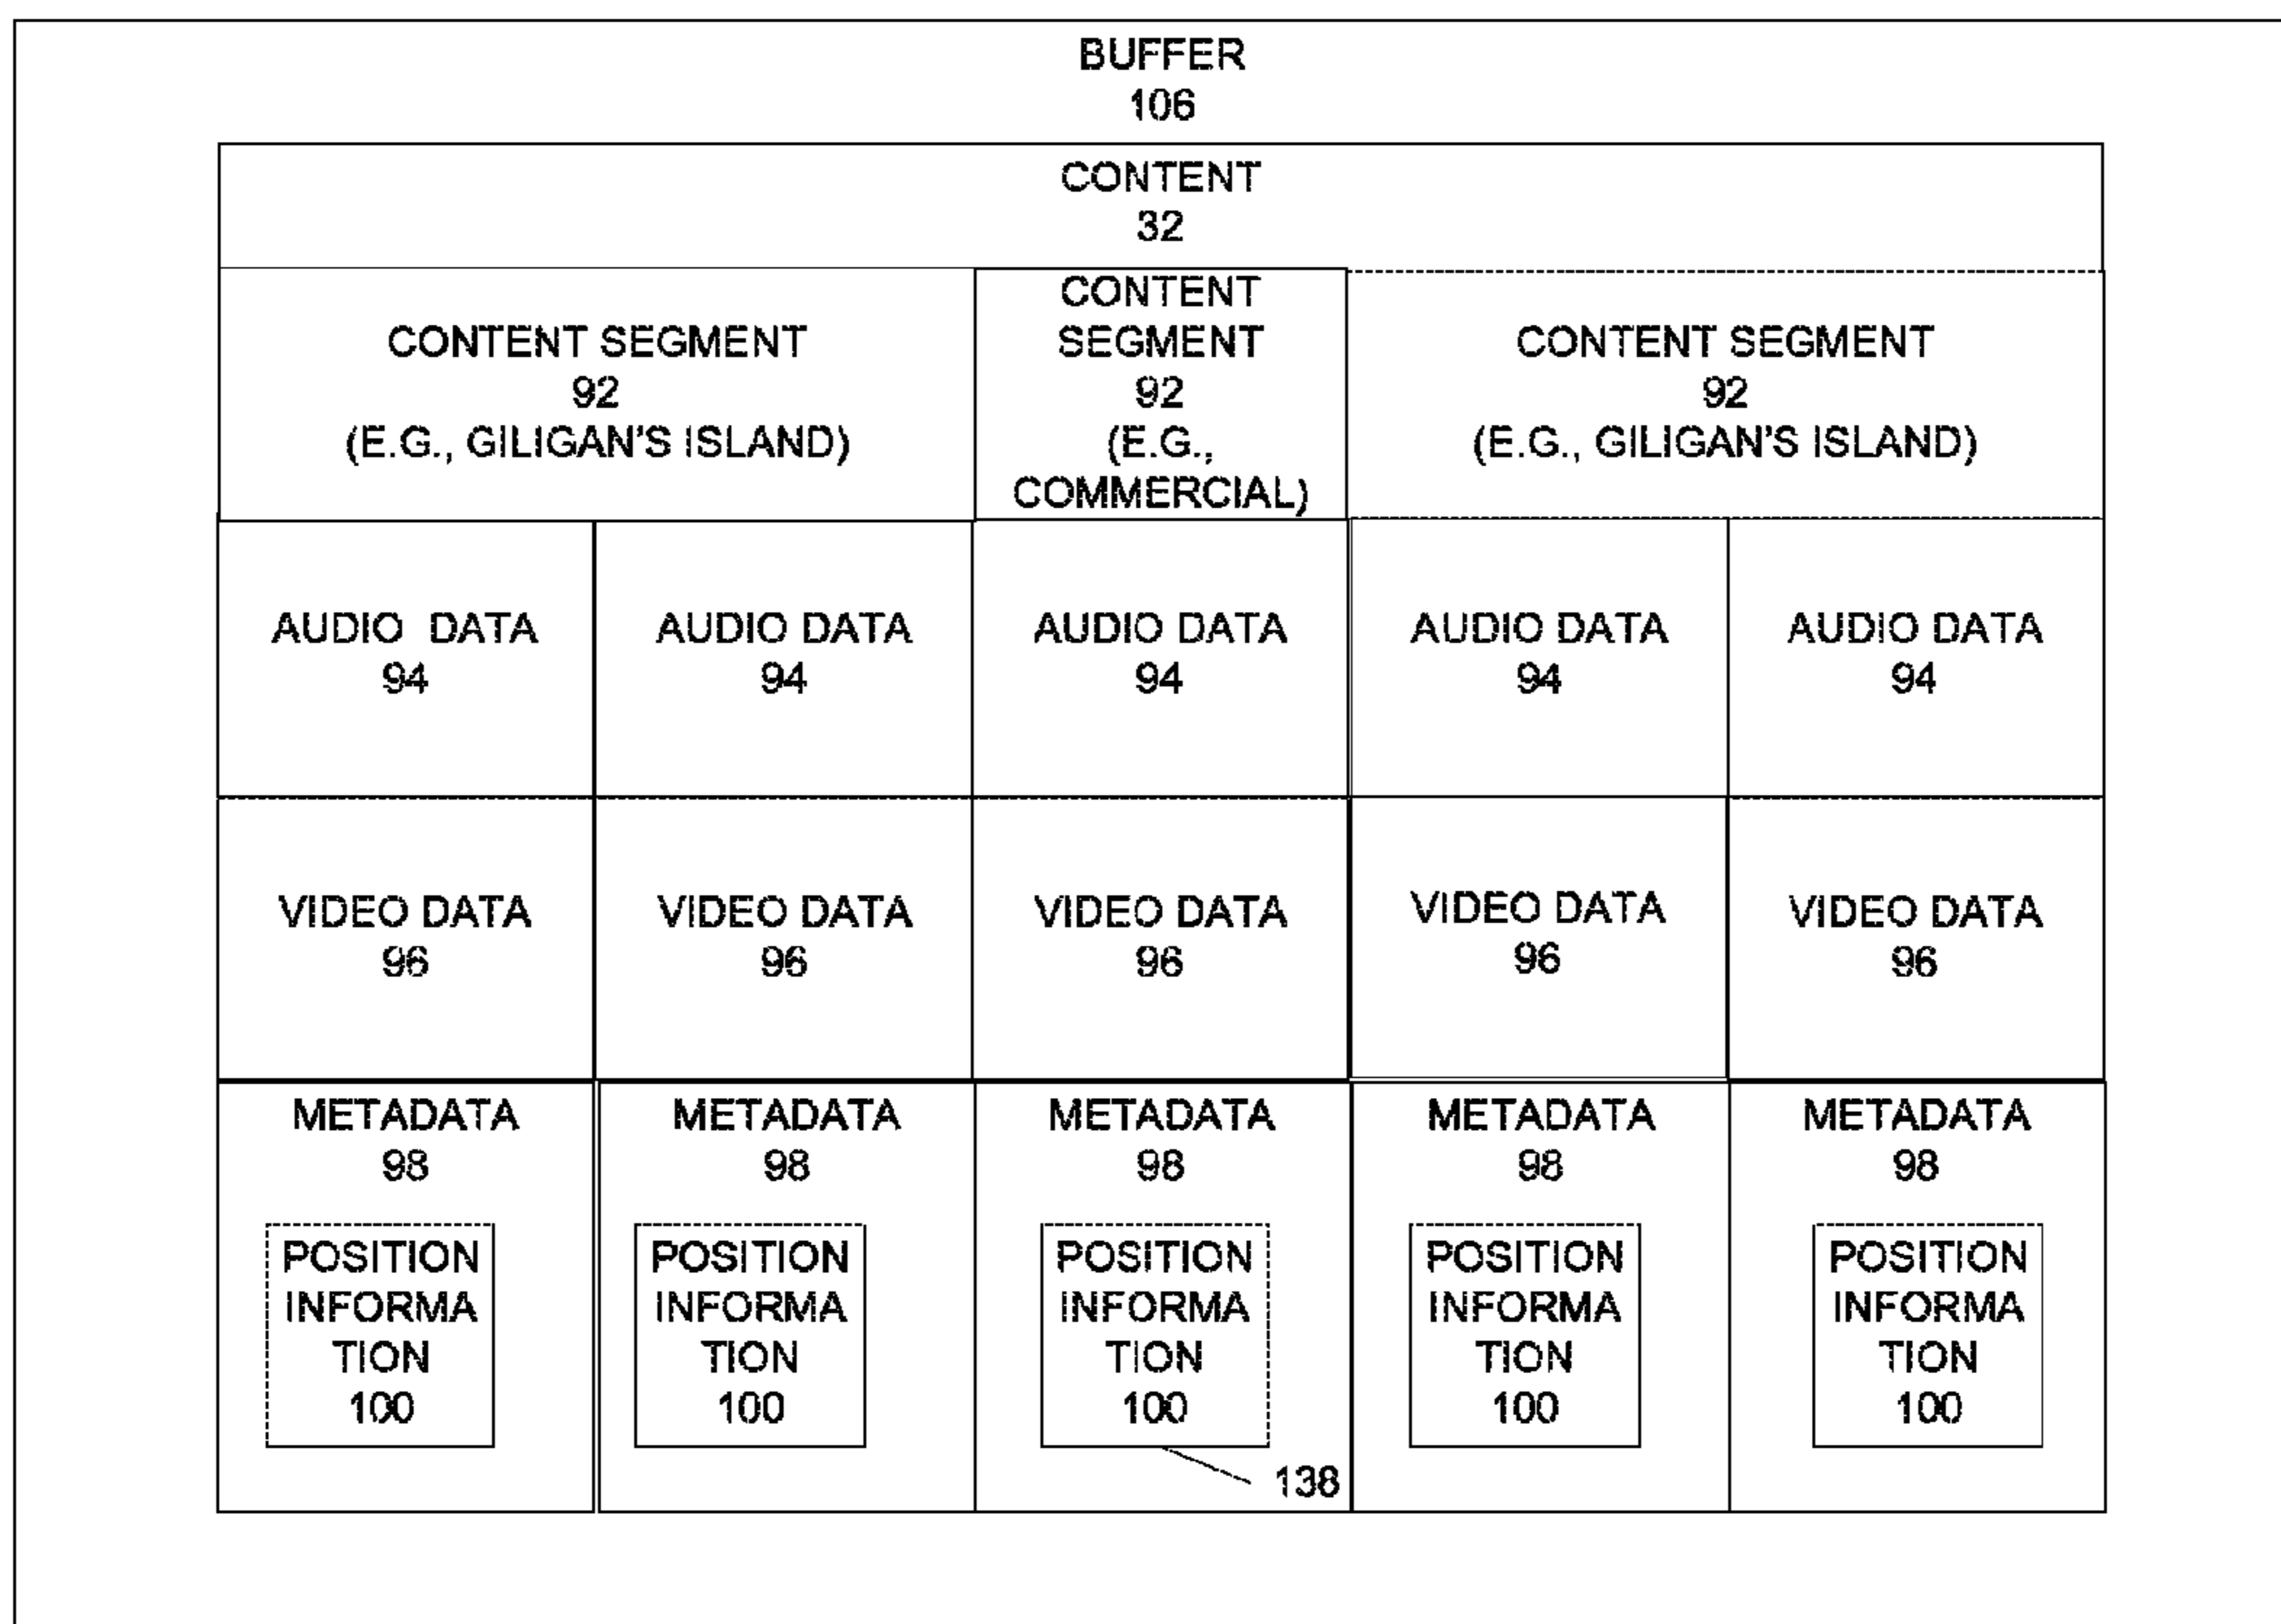 BUFFER
106
CONTENT
32
CONTENT SEGMENT
92
(E.G., GILIGAN'S ISLAND)
CONTENT
SEGMENT
92
(E.G.,
COMMERCIAL)
CONTENT SEGMENT
92
(E.G., GILIGAN'S ISLAND)
AUDIO DATA
94
AUDIO DATA
94
AUDIO DATA
94
AUDIO DATA
94
AUDIO DATA
94
VIDEO DATA
96
VIDEO DATA
96
VIDEO DATA
96
VIDEO DATA
96
VIDEO DATA
96
METADATA
98
POSITION
INFORMA
TION
100
METADATA
98
POSITION
INFORMA
TION
100
METADATA
98
POSITION
INFORMA
TION
100
138
METADATA
98
POSITION
INFORMA
TION
100
METADATA
98
POSITION
INFORMA
TION
100